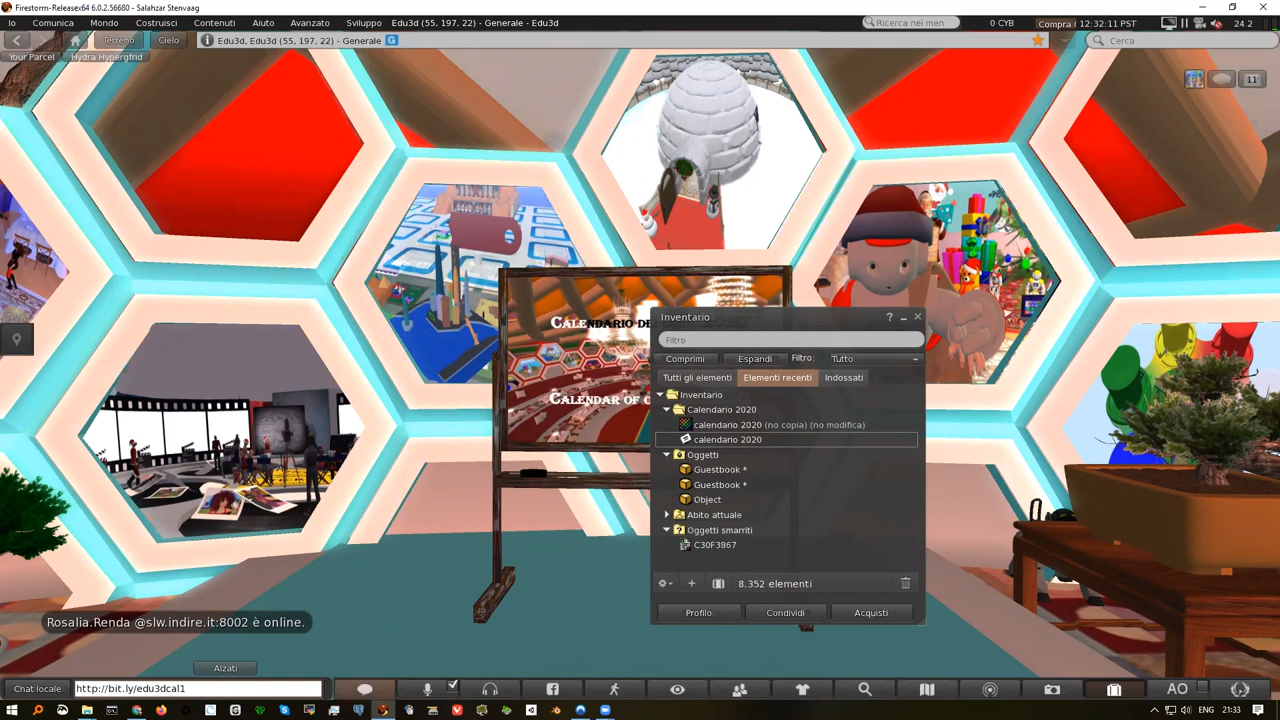 Firestorm-Releasex64 6.0.2.56680 - Salahzar Stenvaag
Io Comunica Mondo Costruisci Contenuti Aiuto Avanzato Sviluppo Edu3d (55, 197, 22) - Generale - Edu3d Ricerca nei men 0 CYB Compra 12:32:11 PST 24.2
Terreno Cielo Edu3d, Edu3d (55, 197, 22) - Generale G Cerca
Your Parcel Hydra Hypergfrid
11
Calendario de
Calendar of
Inventario
Filtro
Comprimi Espandi Filtro: Tutto
Tutti gli elementi Elementi recenti Indossati
Inventario
Calendario 2020
calendario 2020 (no copia) (no modifica)
calendario 2020
Oggetti
Guestbook *
Guestbook *
Object
Abito attuale
Oggetti smarriti
C30F3867
8.352 elementi
Profilo Condividi Acquisti
Rosalia.Renda @slw.indire.it:8002 è online.
Alzati
Chat locale http://bit.ly/edu3dcal1 AO
21:33